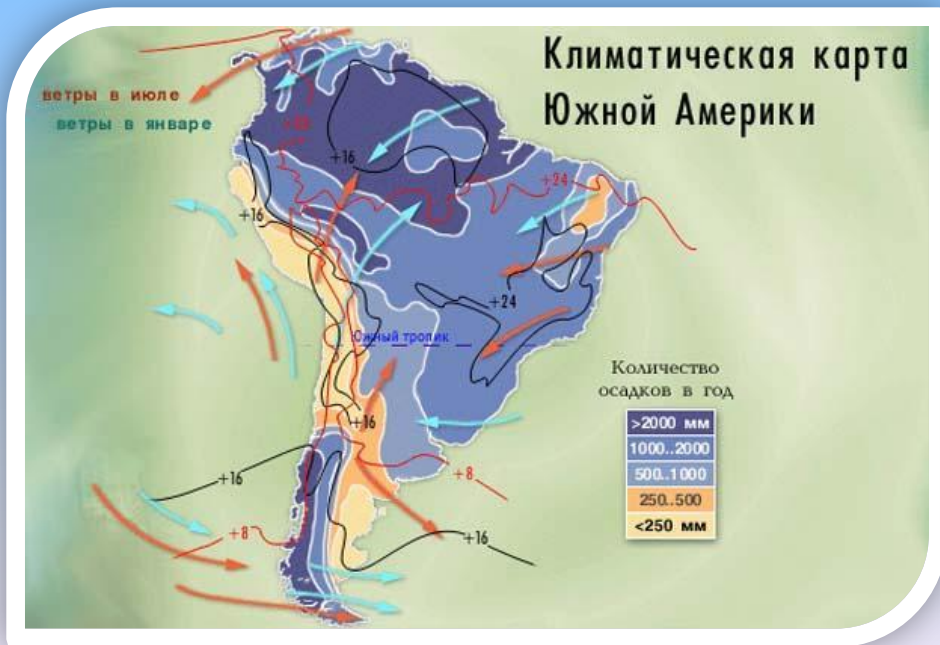 Климатическая карта
Южной Америки
ветры в июле
ветры в январе
+16
+24
+16
+24
Южный тропик
Количество
осадков в год
>2000 мм
1000..2000
500..1000
250..500
<250 мм
+16
+8
+16
+8
+16